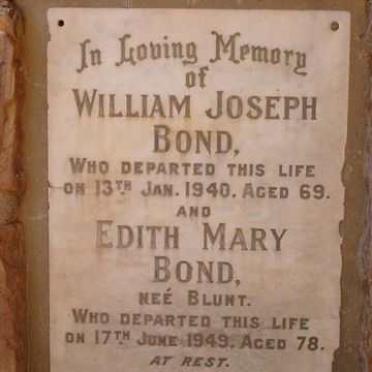 In Loving Memory
of
WILLIAM JOSEPH
BOND,
WHO DEPARTED THIS LIFE
ON 13TH JAN. 1940. AGED 69.
AND
EDITH MARY
BOND,
NEÉ BLUNT.
WHO DEPARTED THIS LIFE
ON 17TH JUNE 1949. AGED 78.
AT REST.